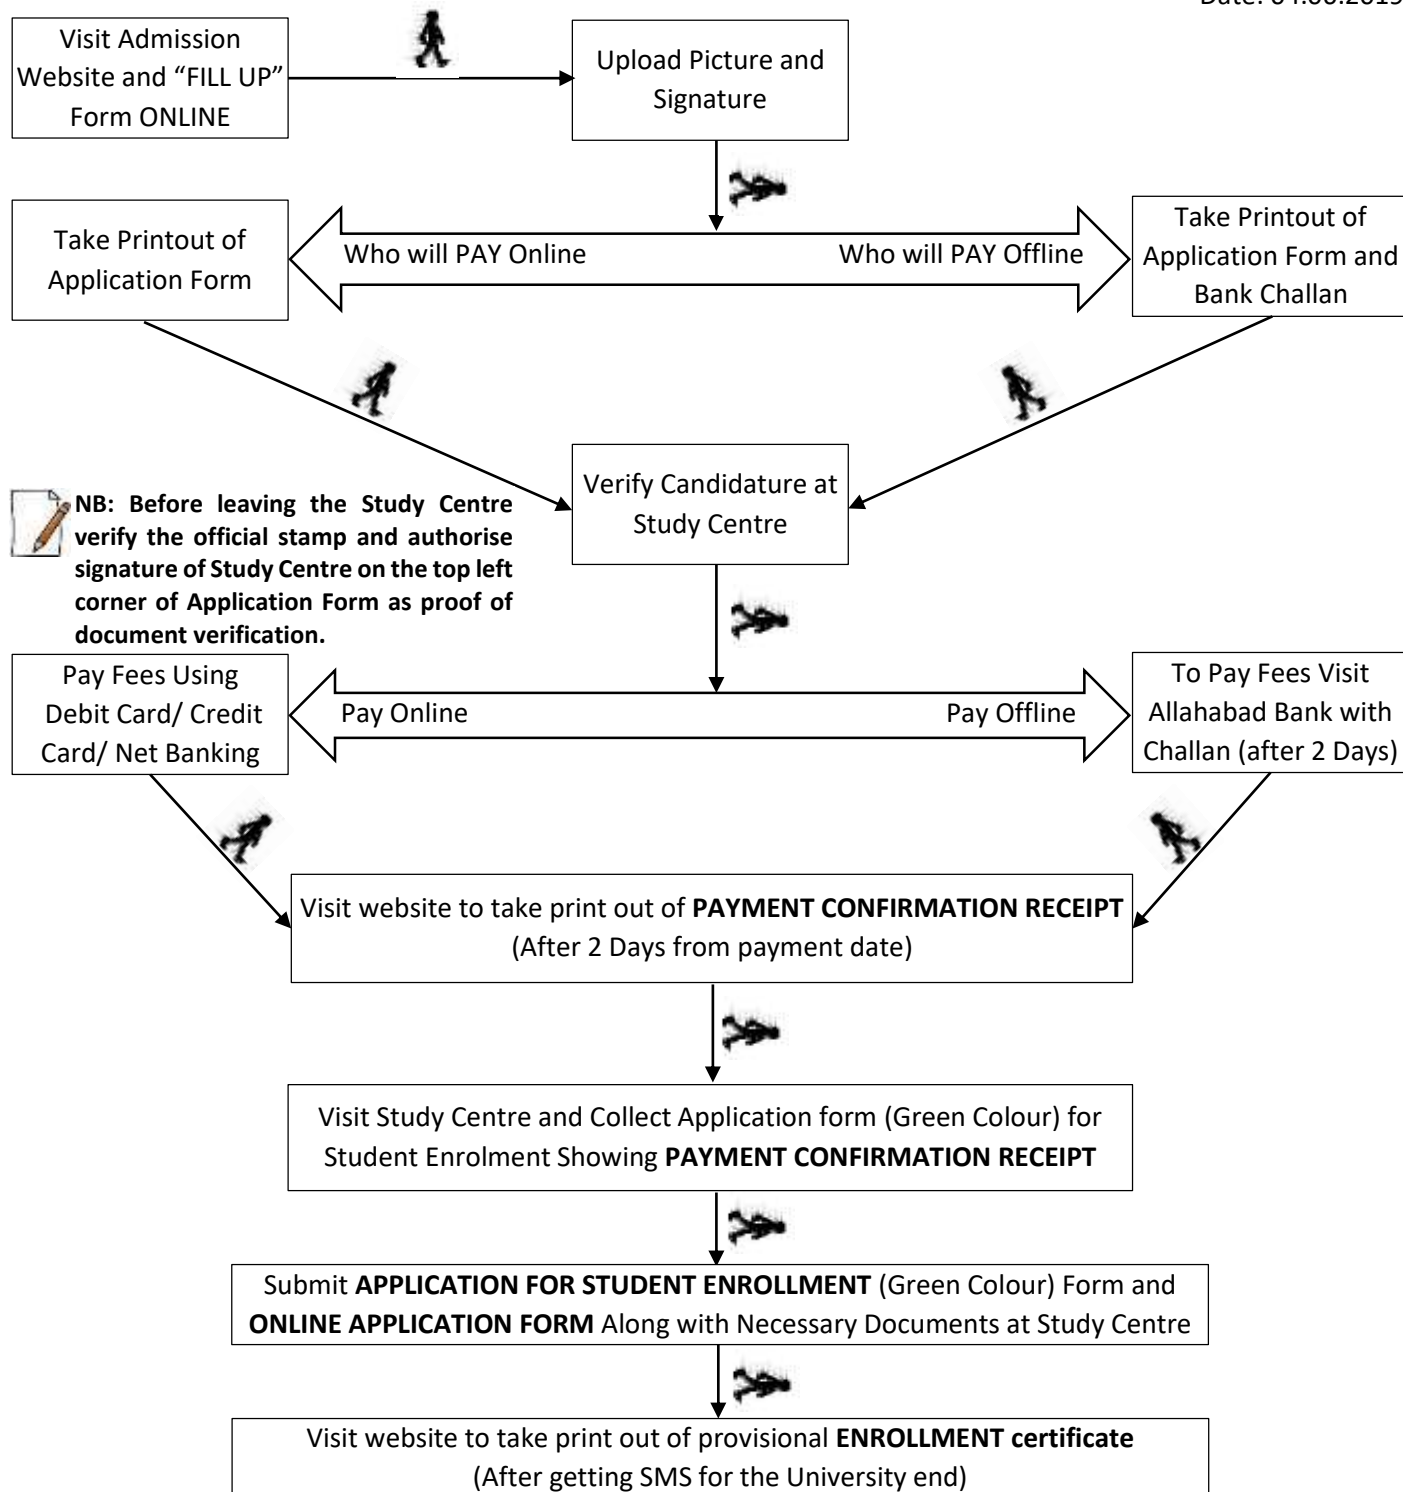 Visit Admission
Website and “FILL UP”
Form ONLINE
Upload Picture and
Signature
Take Printout of
Application Form
Who will PAY Online
Who will PAY Offline
Take Printout of
Application Form and
Bank Challan
Verify Candidature at
Study Centre
NB: Before leaving the Study Centre
verify the official stamp and authorise
signature of Study Centre on the top left
corner of Application Form as proof of
document verification.
Pay Fees Using
Debit Card/ Credit
Card/ Net Banking
Pay Online
Pay Offline
To Pay Fees Visit
Allahabad Bank with
Challan (after 2 Days)
Visit website to take print out of PAYMENT CONFIRMATION RECEIPT
(After 2 Days from payment date)
Visit Study Centre and Collect Application form (Green Colour) for
Student Enrolment Showing PAYMENT CONFIRMATION RECEIPT
Submit APPLICATION FOR STUDENT ENROLLMENT (Green Colour) Form and
ONLINE APPLICATION FORM Along with Necessary Documents at Study Centre
Visit website to take print out of provisional ENROLLMENT certificate
(After getting SMS for the University end)